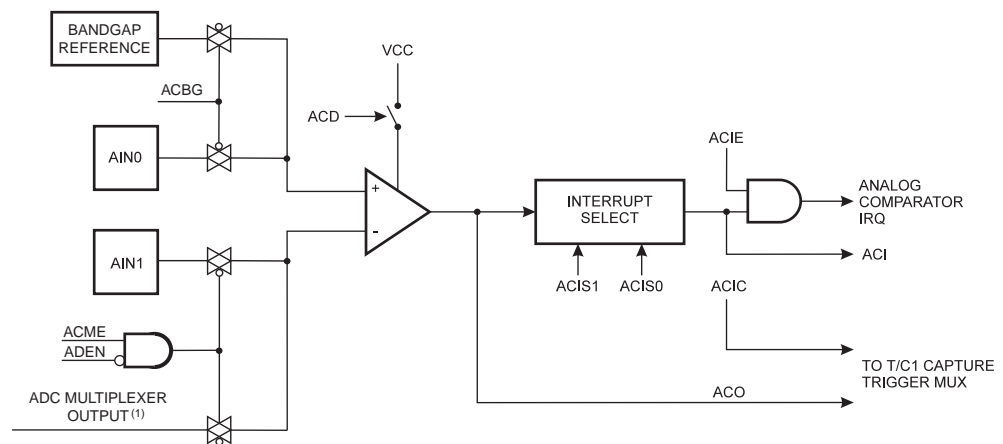 BANDGAP
REFERENCE
ACBG
AIN0
AIN1
ACME
ADEN
ADC MULTIPLEXER
OUTPUT (1)
VCC
ACD
+
-
INTERRUPT
SELECT
ACIS1
ACIS0
ACIE
ANALOG
COMPARATOR
IRQ
ACI
ACIC
TO T/C1 CAPTURE
TRIGGER MUX
ACO